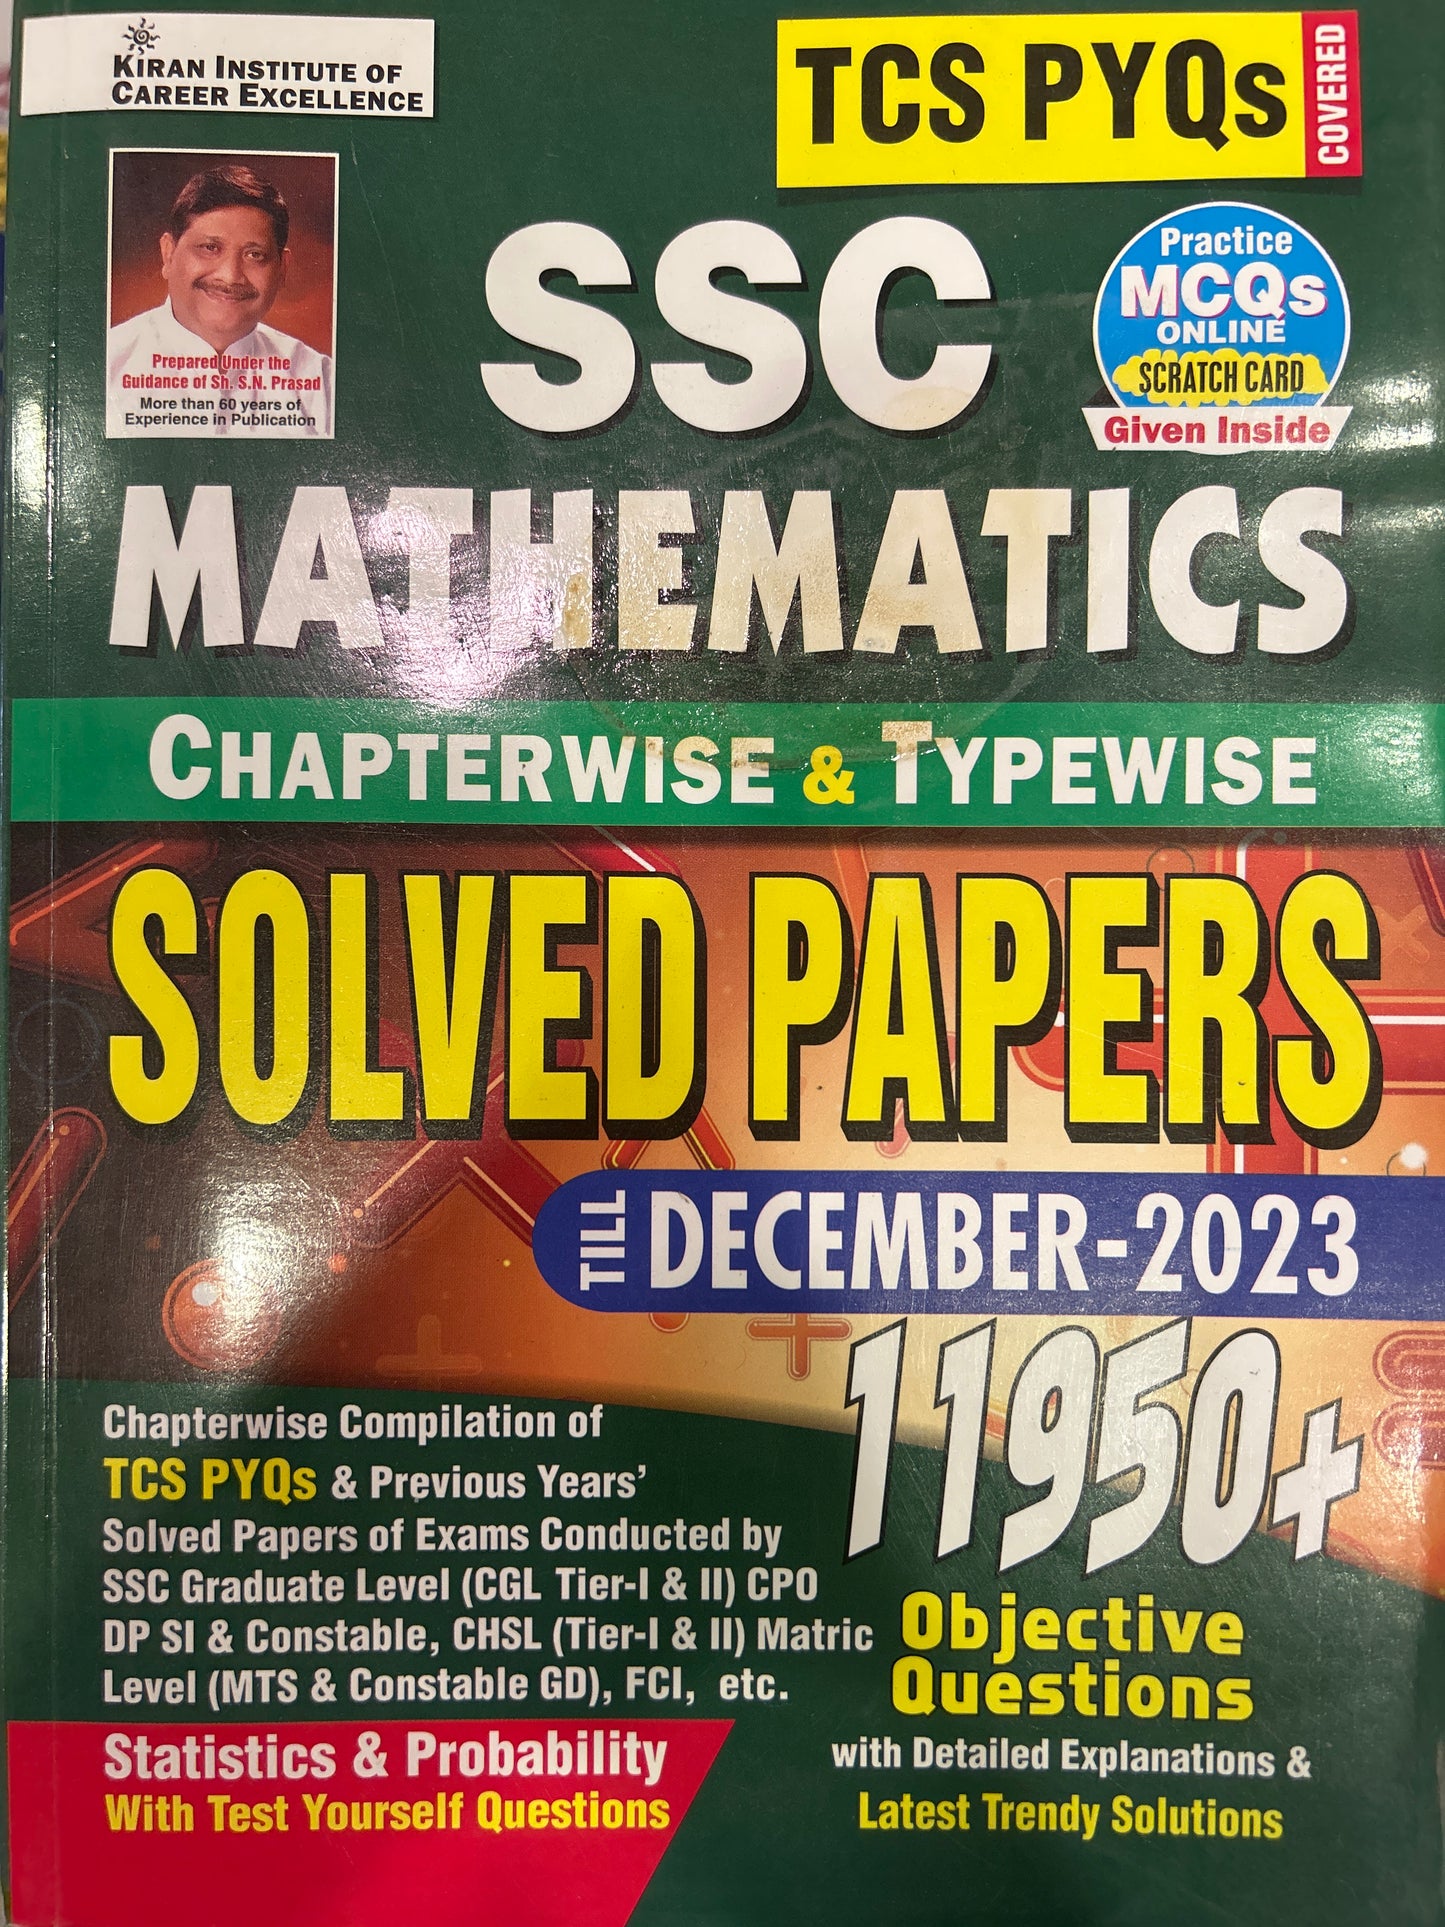 KIRAN INSTITUTE OF
CAREER EXCELLENCE
TCS PYQs
COVERED
Prepared Under the
Guidance of Sh. S.N. Prasad
More than 60 years of
Experience in Publication
SSC
Practice
MCQs
ONLINE
SCRATCH CARD
Given Inside
MATHEMATICS
CHAPTERWISE & TYPEWISE
SOLVED PAPERS
TILL DECEMBER-2023
11950+
Objective
Questions
with Detailed Explanations &
Latest Trendy Solutions
Chapterwise Compilation of
TCS PYQs & Previous Years'
Solved Papers of Exams Conducted by
SSC Graduate Level (CGL Tier-I & II) CPO
DP SI & Constable, CHSL (Tier-I & II) Matric
Level (MTS & Constable GD), FCI, etc.
Statistics & Probability
With Test Yourself Questions